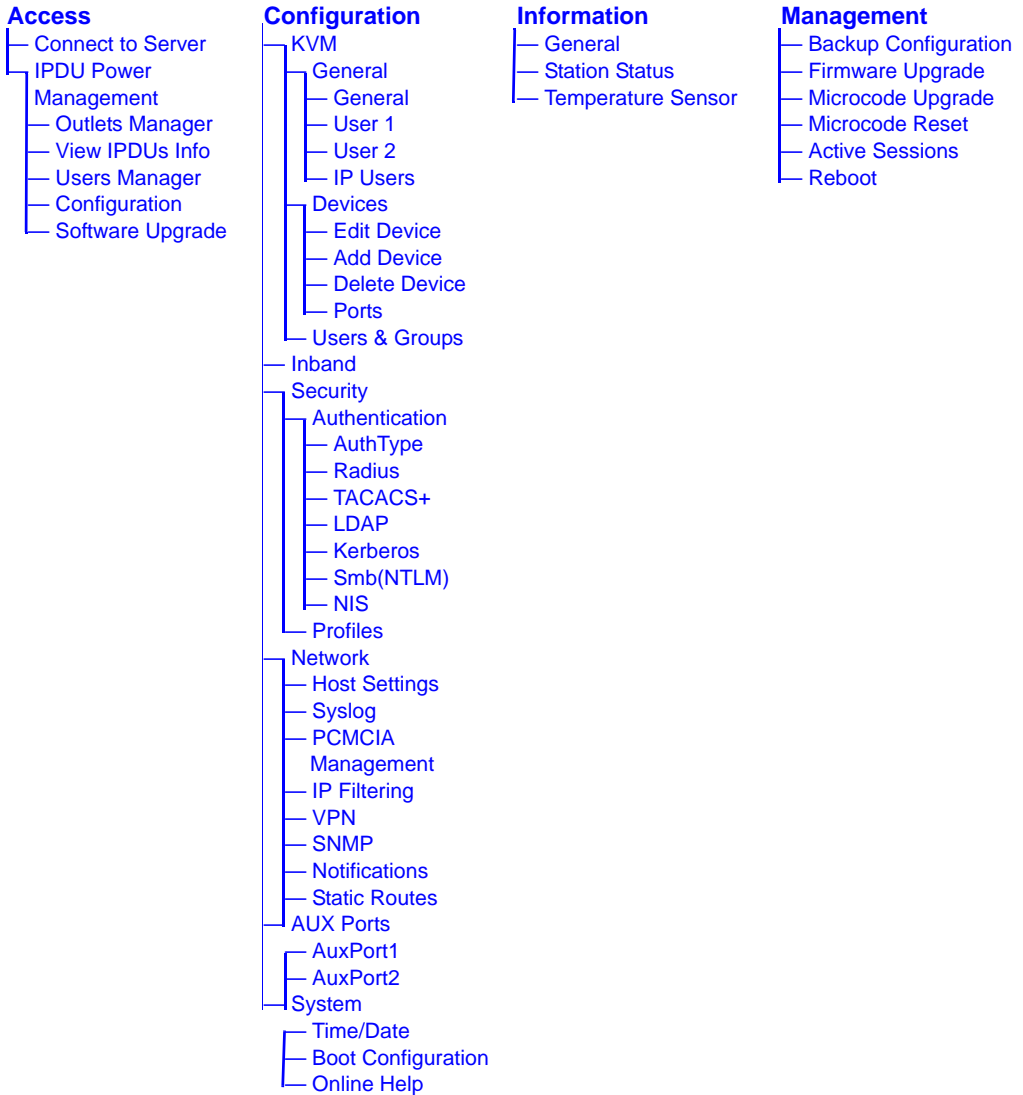 Access
Connect to Server
IPDU Power
Management
Outlets Manager
View IPDUs Info
Users Manager
Configuration
Software Upgrade
Configuration
KVM
General
General
User 1
User 2
IP Users
Devices
Edit Device
Add Device
Delete Device
Ports
Users & Groups
Inband
Security
Authentication
AuthType
Radius
TACACS+
LDAP
Kerberos
Smb(NTLM)
NIS
Profiles
Network
Host Settings
Syslog
PCMCIA
Management
IP Filtering
VPN
SNMP
Notifications
Static Routes
AUX Ports
AuxPort1
AuxPort2
System
Time/Date
Boot Configuration
Online Help
Information
General
Station Status
Temperature Sensor
Management
Backup Configuration
Firmware Upgrade
Microcode Upgrade
Microcode Reset
Active Sessions
Reboot